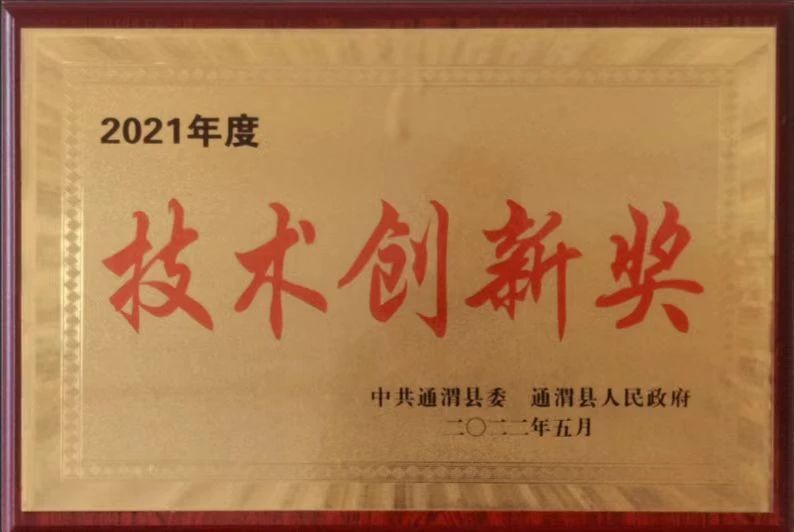 2021年度
技术创新奖
中共通渭县委 通渭县人民政府
二〇二二年五月